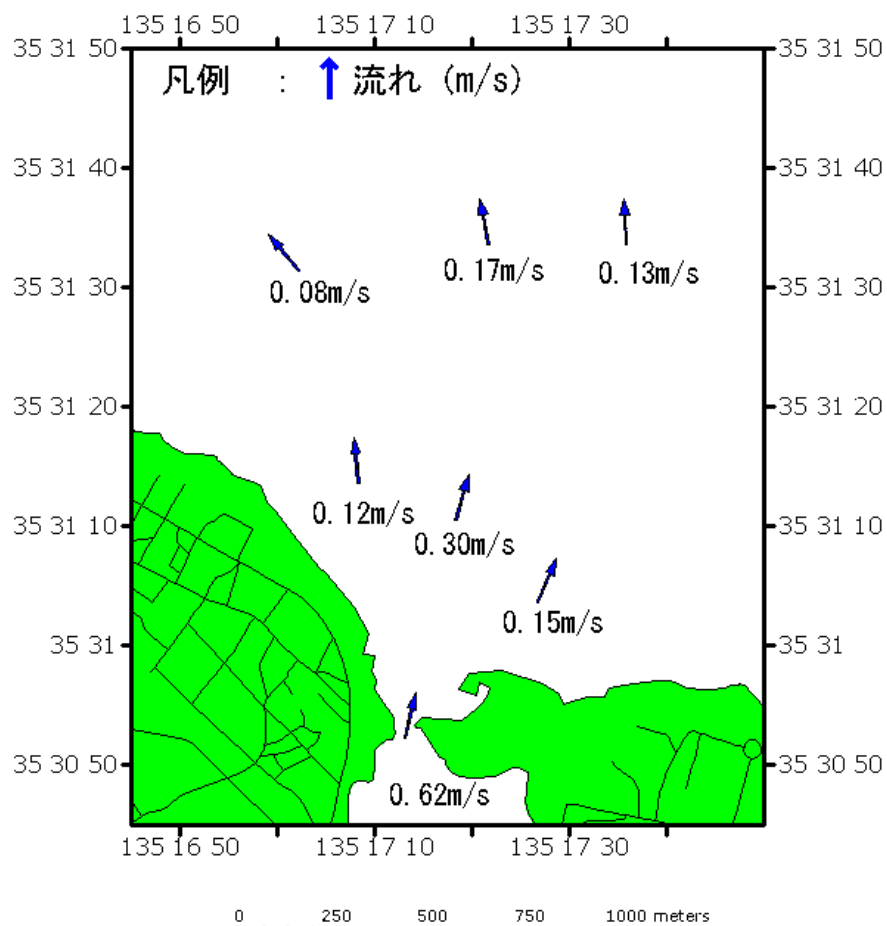 135 16 50 135 17 10 135 17 30
35 31 50 35 31 50
凡例 : 流れ (m/s)
35 31 40 35 31 40
0.17m/s 0.13m/s
35 31 30 0.08m/s 35 31 30
35 31 20 35 31 20
0.12m/s
35 31 10 35 31 10
0.30m/s
0.15m/s
35 31 35 31
35 30 50 35 30 50
0.62m/s
135 16 50 135 17 10 135 17 30
0 250 500 750 1000 meters